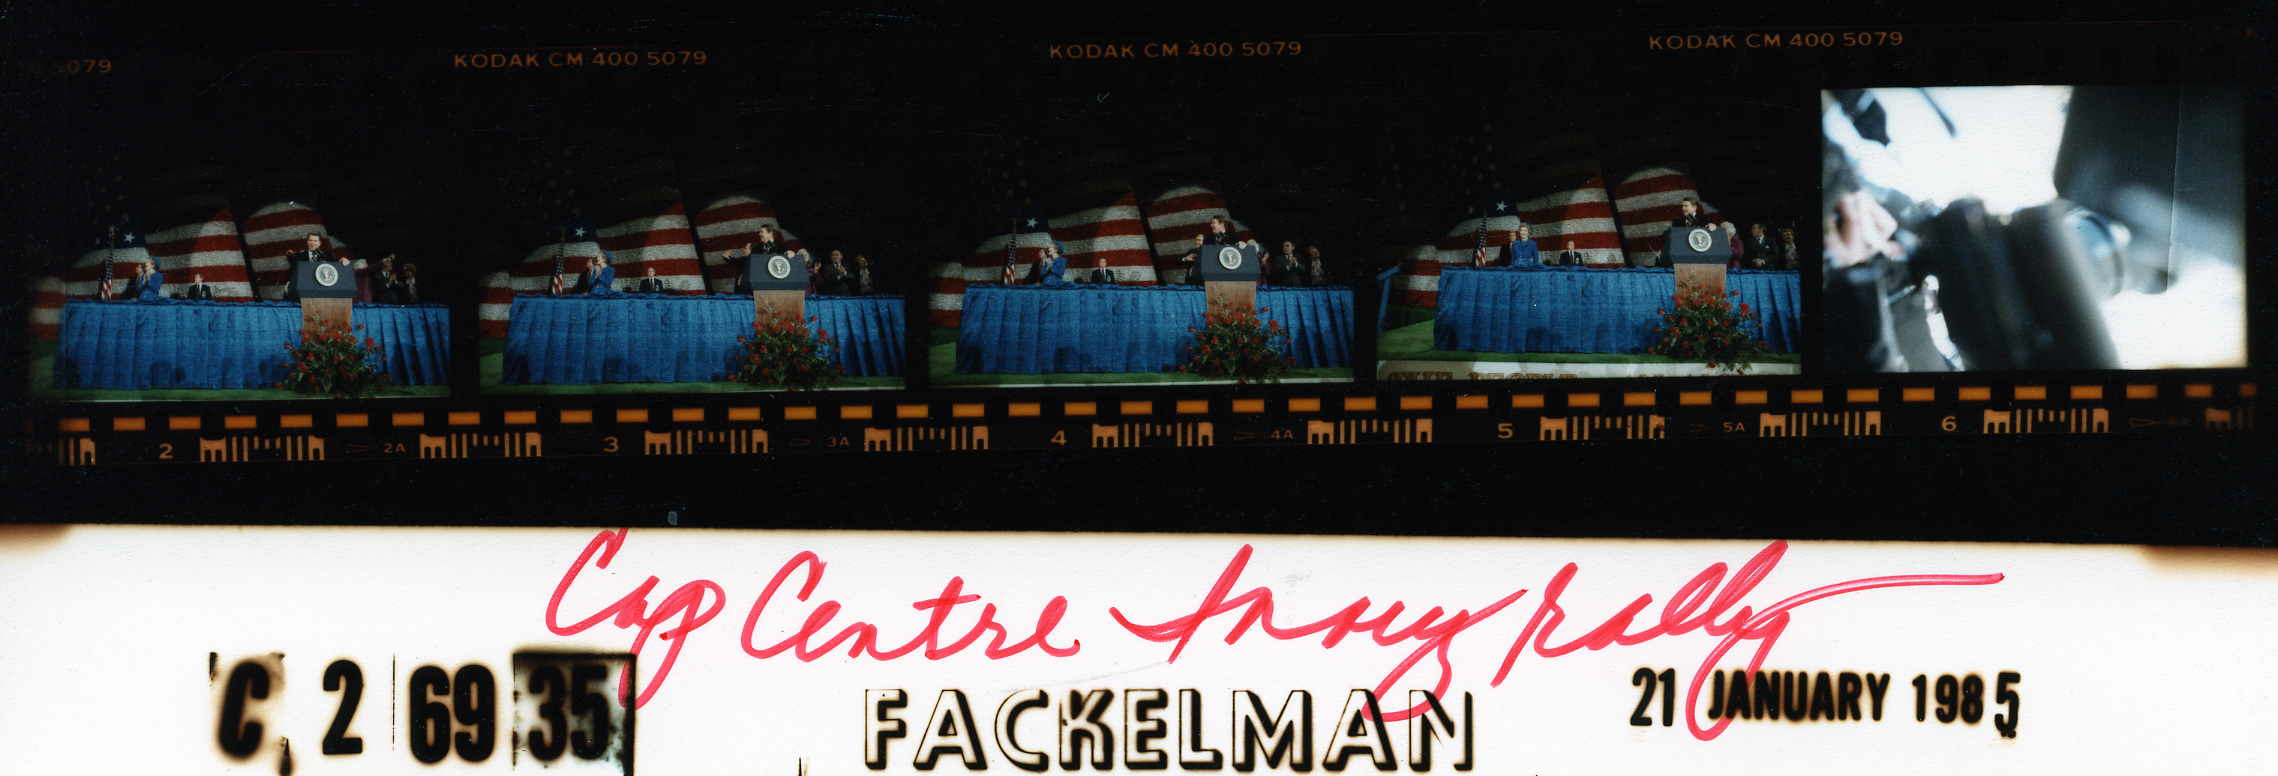 5079 KODAK CM 400 5079 KODAK CM 400 5079 KODAK CM 400 5079
2 2A 3 3A 4 4A 5 5A 6
Cap Centre Inaug Rally
C 2 69 35 FACKELMAN 21 JANUARY 1985